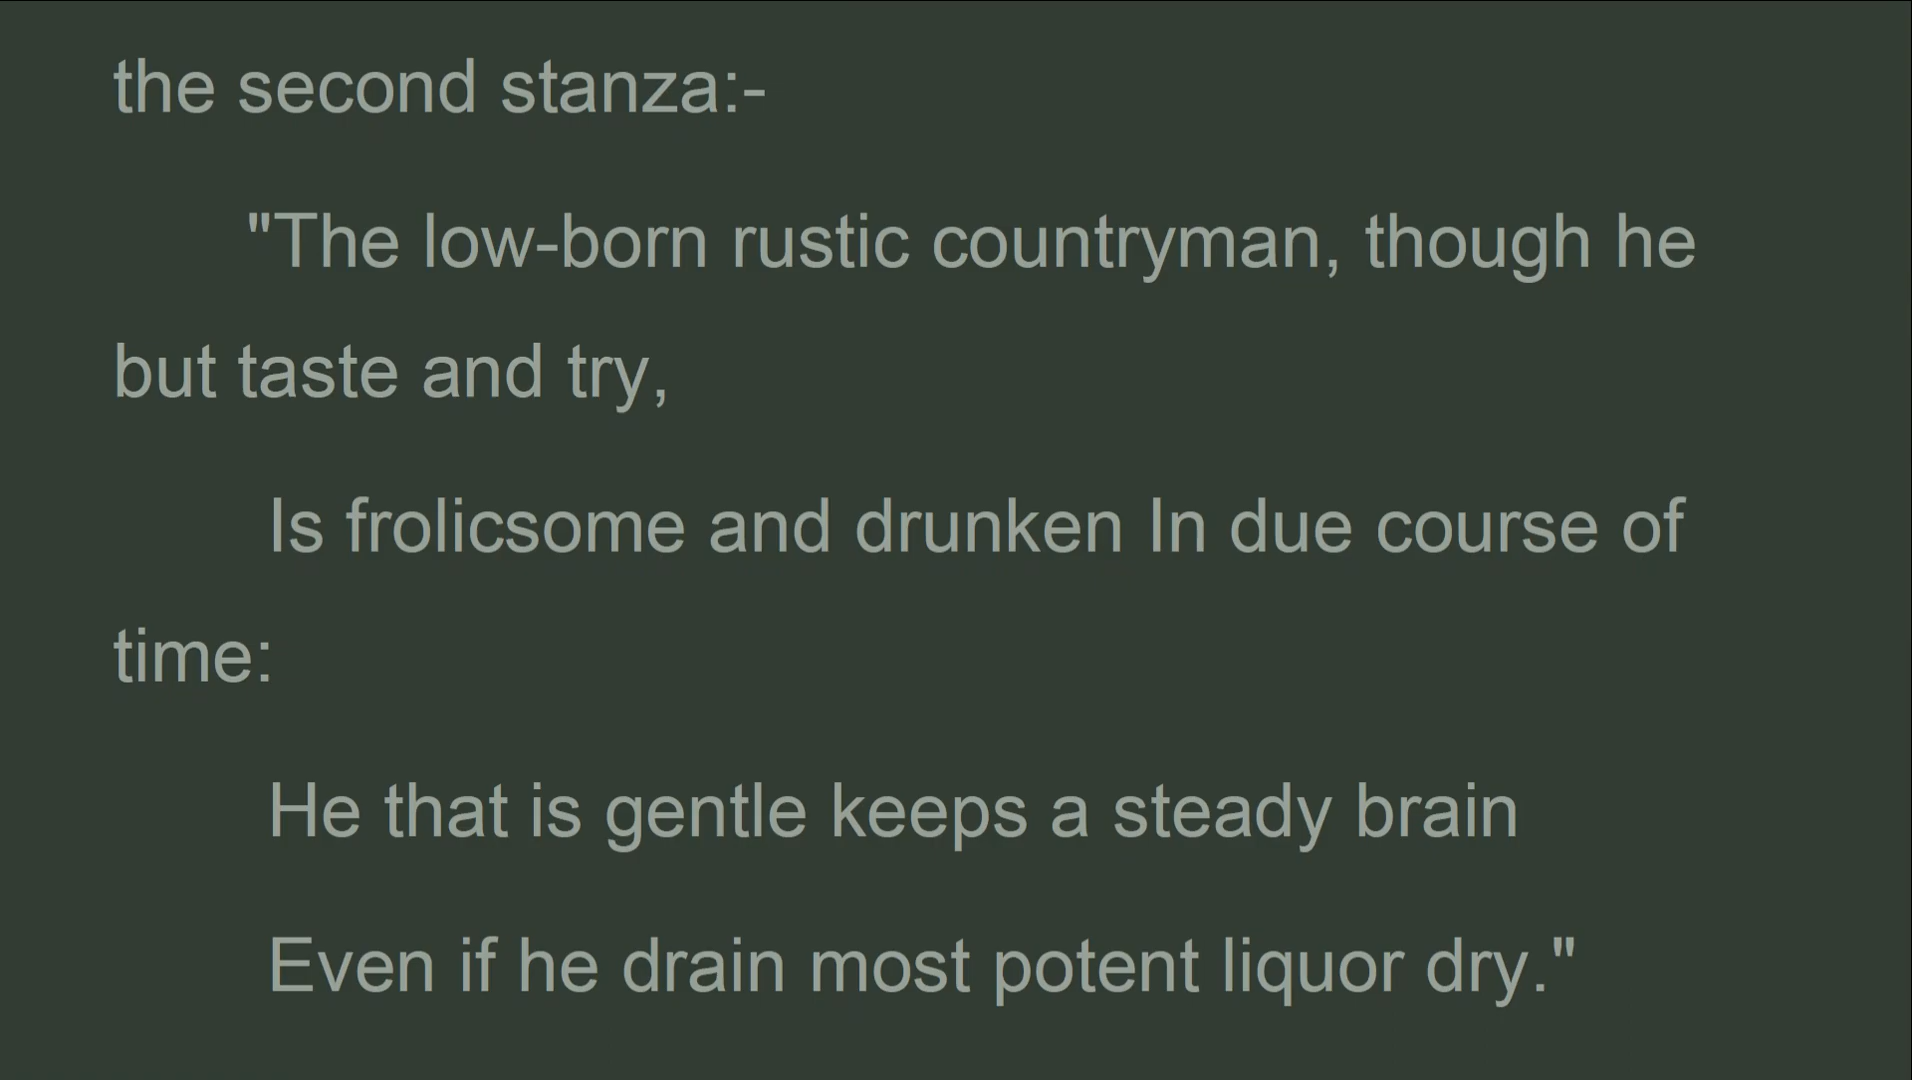 the second stanza:-
"The low-born rustic countryman, though he
but taste and try,
Is frolicsome and drunken In due course of
time:
He that is gentle keeps a steady brain
Even if he drain most potent liquor dry."